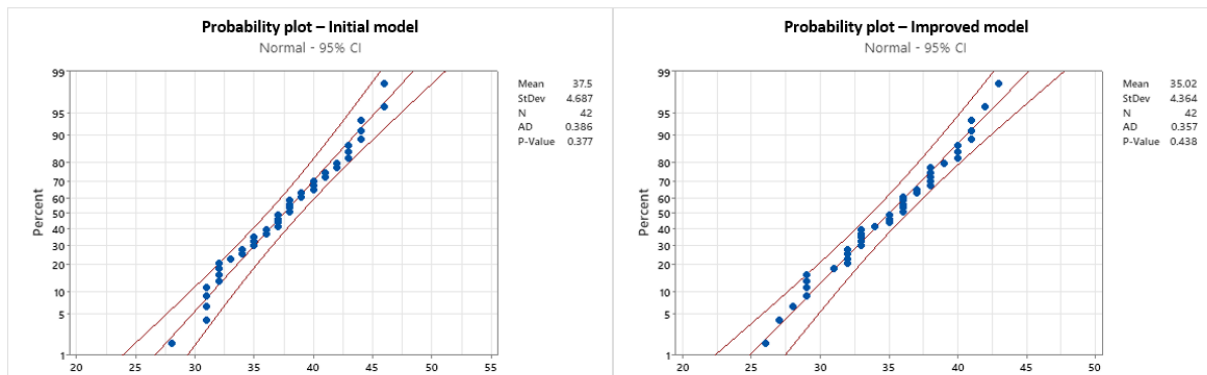 Probability plot – Initial model
Normal - 95% CI
99
95
90
80
70
60
50
40
30
20
10
5
1
Percent
20 25 30 35 40 45 50 55
Mean 37.5
StDev 4.687
N 42
AD 0.386
P-Value 0.377
Probability plot – Improved model
Normal - 95% CI
99
95
90
80
70
60
50
40
30
20
10
5
1
Percent
20 25 30 35 40 45 50
Mean 35.02
StDev 4.364
N 42
AD 0.357
P-Value 0.438